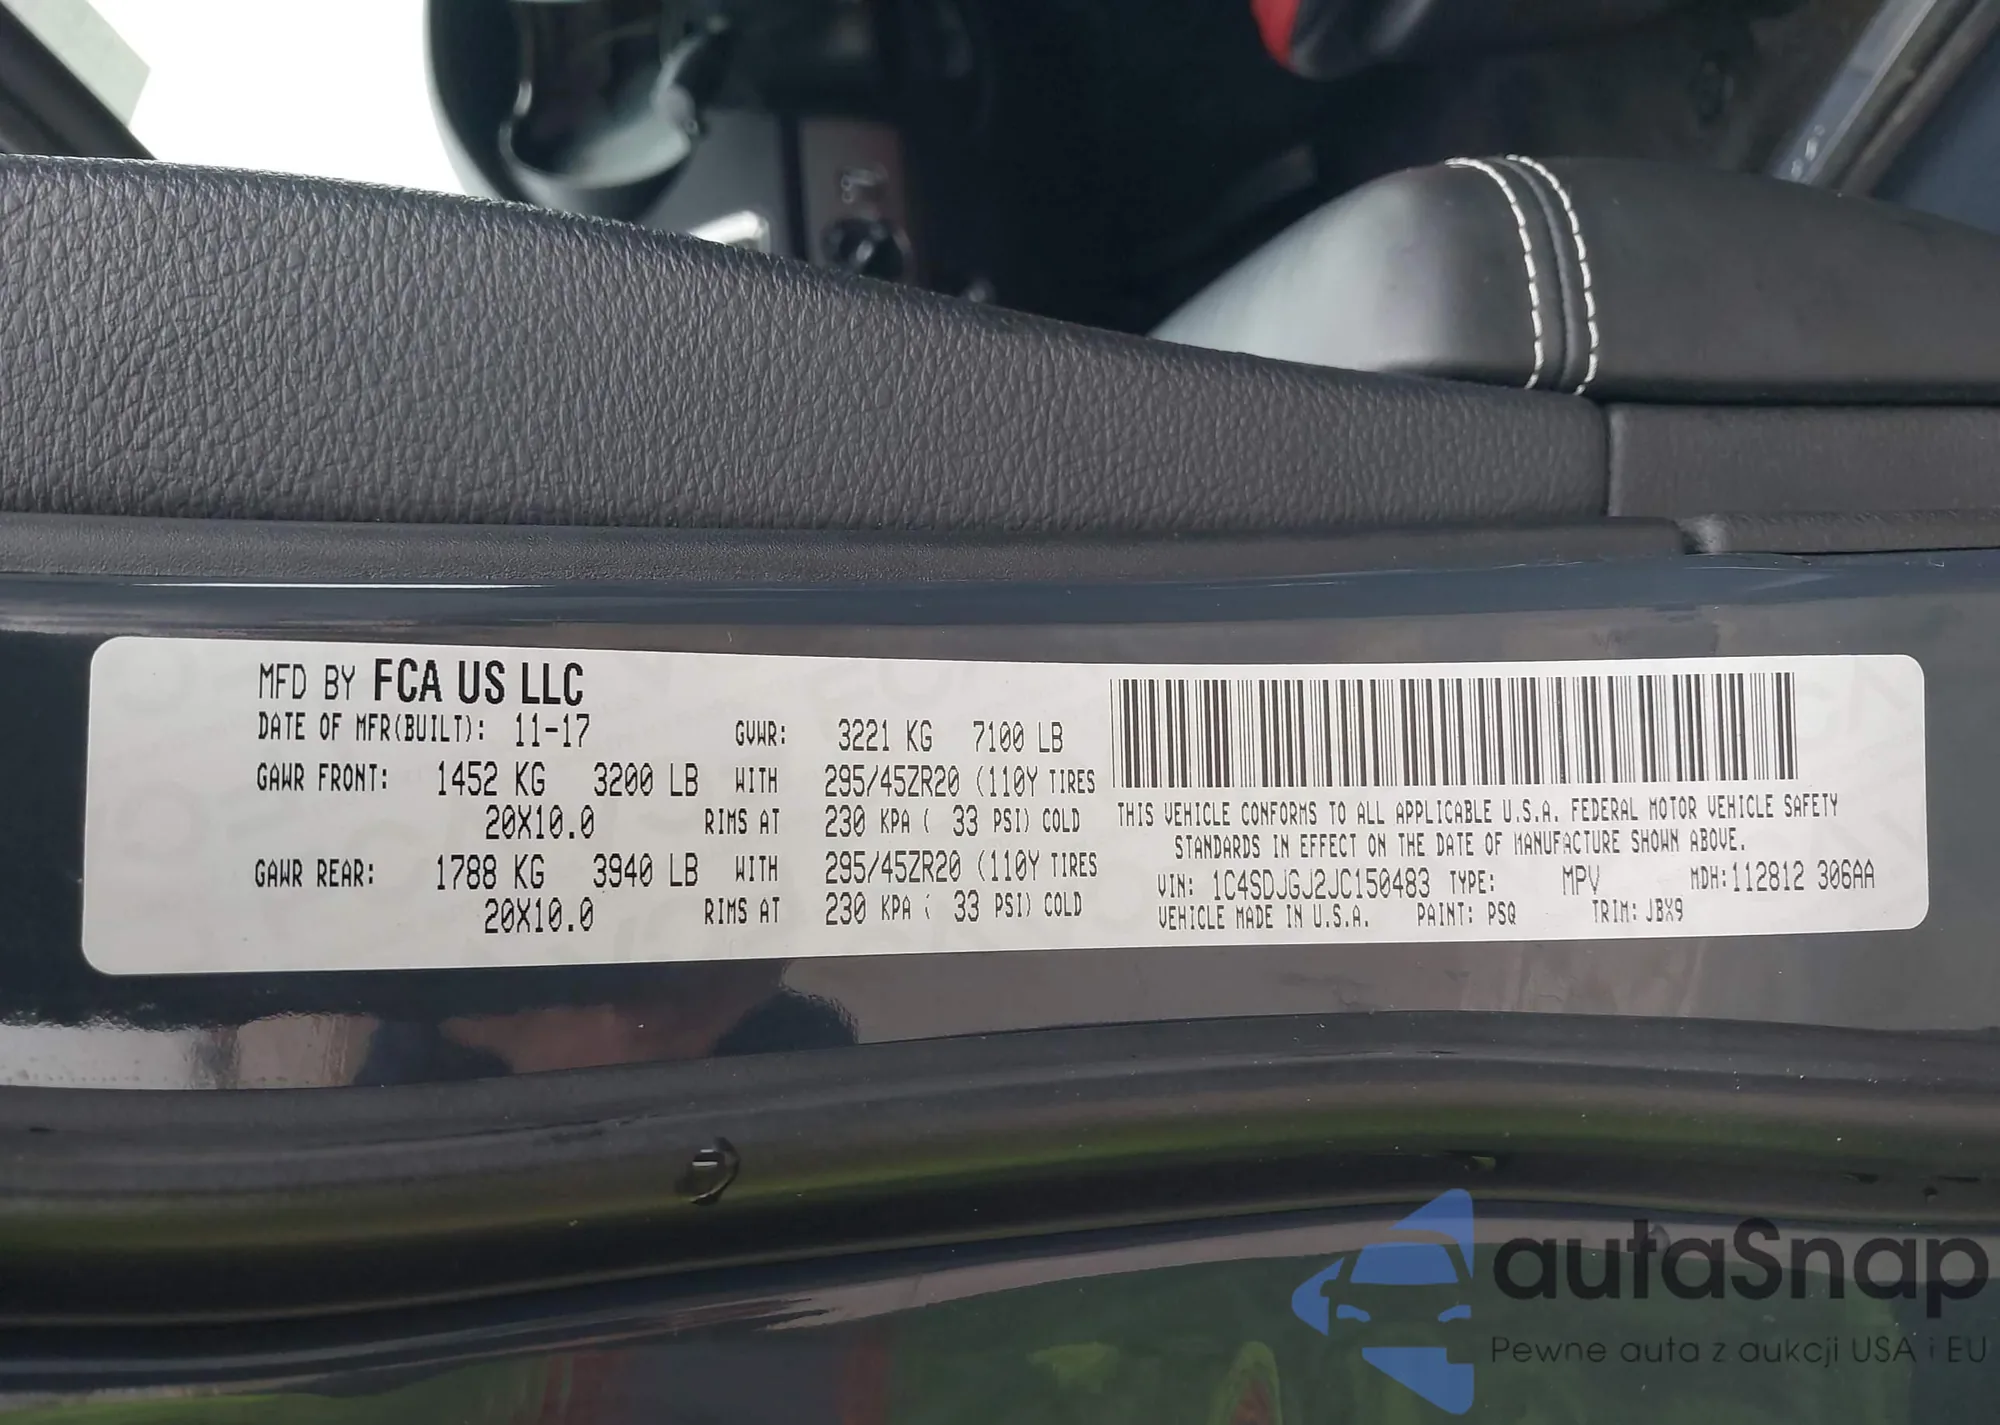 MFD BY FCA US LLC
DATE OF MFR(BUILT): 11-17 GVWR: 3221 KG 7100 LB
GAWR FRONT: 1452 KG 3200 LB WITH 295/45ZR20 (110Y TIRES
20X10.0 RIMS AT 230 KPA ( 33 PSI) COLD
GAWR REAR: 1788 KG 3940 LB WITH 295/45ZR20 (110Y TIRES
20X10.0 RIMS AT 230 KPA ( 33 PSI) COLD
THIS VEHICLE CONFORMS TO ALL APPLICABLE U.S.A. FEDERAL MOTOR VEHICLE SAFETY
STANDARDS IN EFFECT ON THE DATE OF MANUFACTURE SHOWN ABOVE.
VIN: 1C4SDJGJ2JC150483 TYPE: MPV MDH:112812 306AA
VEHICLE MADE IN U.S.A. PAINT: PSQ TRIM: JBX9
autaSnap
Pewne auta z aukcji USA i EU